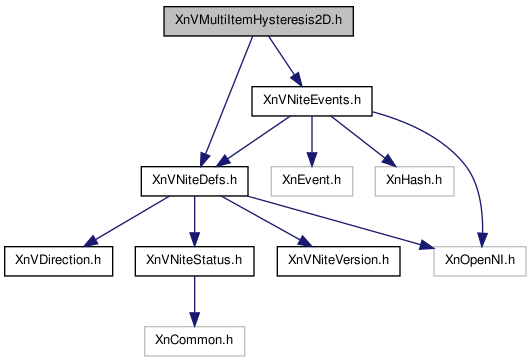 XnVMultiItemHysteresis2D.h
XnVNiteEvents.h
XnVNiteDefs.h
XnEvent.h
XnHash.h
XnVDirection.h
XnVNiteStatus.h
XnVNiteVersion.h
XnOpenNI.h
XnCommon.h